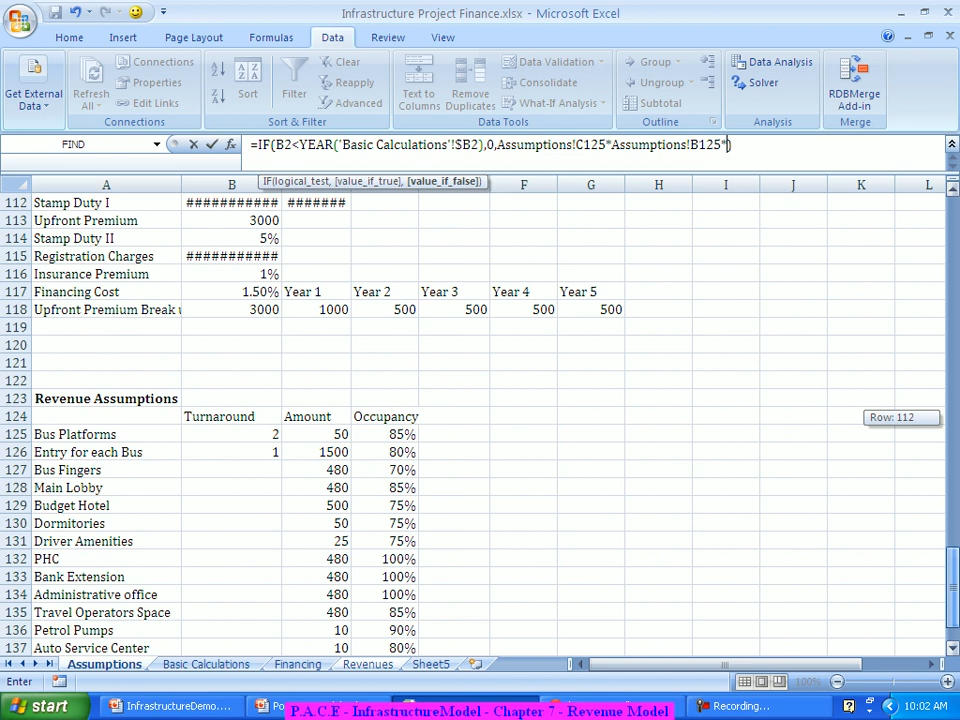 Infrastructure Project Finance.xlsx - Microsoft Excel
Home Insert Page Layout Formulas Data Review View
Get External Data
Refresh All
Connections
Properties
Edit Links
Connections
Sort
Filter
Clear
Reapply
Advanced
Sort & Filter
Text to Columns
Remove Duplicates
Data Validation
Consolidate
What-If Analysis
Data Tools
Group
Ungroup
Subtotal
Outline
Data Analysis
Solver
Analysis
RDBMerge Add-in
Merge
FIND =IF(B2<YEAR('Basic Calculations'!$B2),0,Assumptions!C125*Assumptions!B125*)
IF(logical_test, [value_if_true], [value_if_false])
A B F G H I J K L
112 Stamp Duty I ########### #######
113 Upfront Premium 3000
114 Stamp Duty II 5%
115 Registration Charges ###########
116 Insurance Premium 1%
117 Financing Cost 1.50% Year 1 Year 2 Year 3 Year 4 Year 5
118 Upfront Premium Break 3000 1000 500 500 500 500
119
120
121
122
123 Revenue Assumptions
124 Turnaround Amount Occupancy
Row: 112
125 Bus Platforms 2 50 85%
126 Entry for each Bus 1 1500 80%
127 Bus Fingers 480 70%
128 Main Lobby 480 85%
129 Budget Hotel 500 75%
130 Dormitories 50 75%
131 Driver Amenities 25 75%
132 PHC 480 100%
133 Bank Extension 480 100%
134 Administrative office 480 100%
135 Travel Operators Space 480 85%
136 Petrol Pumps 10 90%
137 Auto Service Center 10 80%
Assumptions Basic Calculations Financing Revenues Sheet5
Enter 100%
start InfrastructureDemo.... Po Recording... 10:02 AM
P.A.C.E - InfrastructureModel - Chapter 7 - Revenue Model